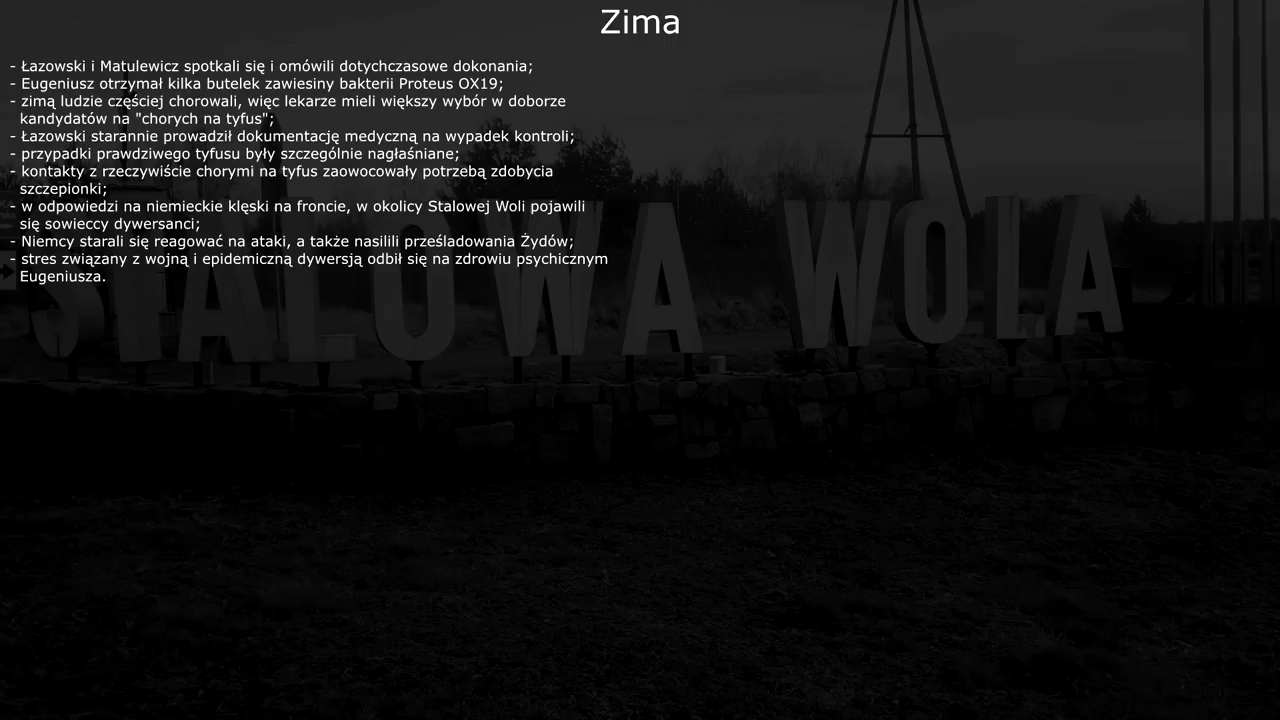 Zima
- Łazowski i Matulewicz spotkali się i omówili dotychczasowe dokonania;
- Eugeniusz otrzymał kilka butelek zawiesiny bakterii Proteus OX19;
- zimą ludzie częściej chorowali, więc lekarze mieli większy wybór w doborze
kandydatów na "chorych na tyfus";
- Łazowski starannie prowadził dokumentację medyczną na wypadek kontroli;
- przypadki prawdziwego tyfusu były szczególnie nagłaśniane;
- kontakty z rzeczywiście chorymi na tyfus zaowocowały potrzebą zdobycia
szczepionki;
- w odpowiedzi na niemieckie klęski na froncie, w okolicy Stalowej Woli pojawili
się sowieccy dywersanci;
- Niemcy starali się reagować na ataki, a także nasilili prześladowania Żydów;
- stres związany z wojną i epidemiczną dywersją odbił się na zdrowiu psychicznym
Eugeniusza.
STALOWA WOLA